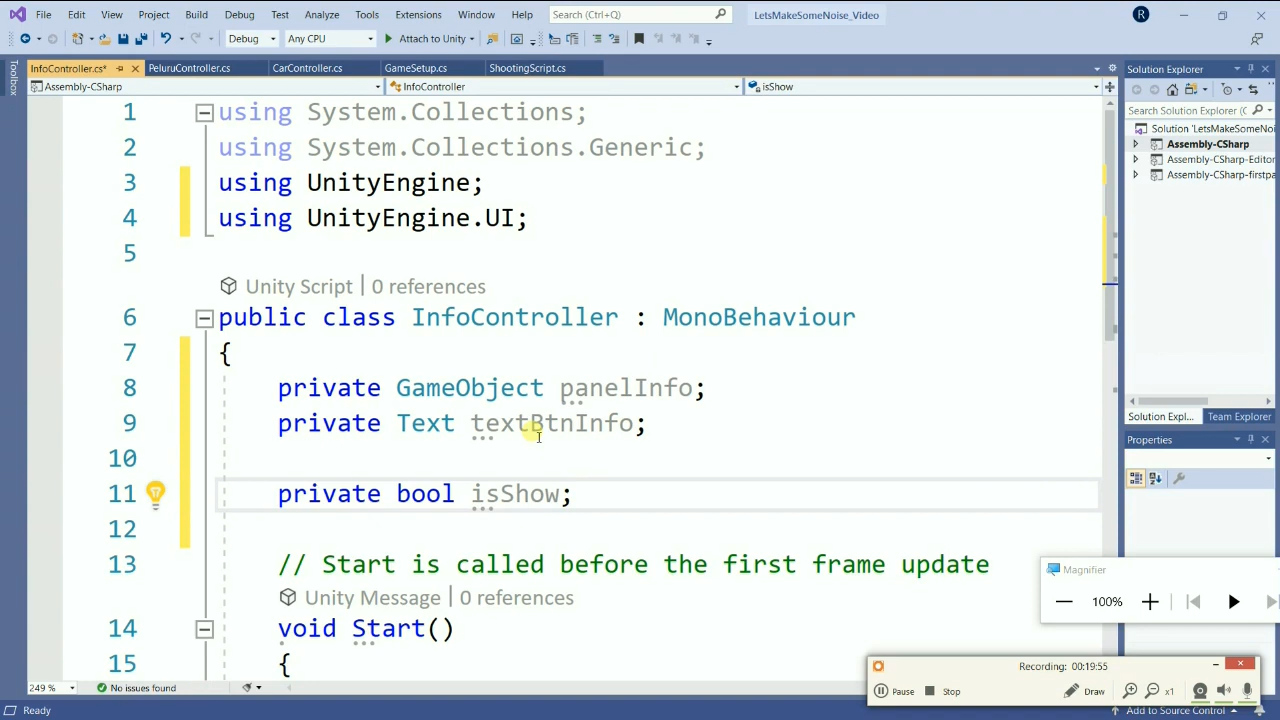 File Edit View Project Build Debug Test Analyze Tools Extensions Window Help Search (Ctrl+Q) LetsMakeSomeNoise_Video R
Debug Any CPU Attach to Unity
InfoController.cs* PeluruController.cs CarController.cs GameSetup.cs ShootingScript.cs
Assembly-CSharp InfoController isShow
Toolbox
1 using System.Collections;
2 using System.Collections.Generic;
3 using UnityEngine;
4 using UnityEngine.UI;
5
Unity Script | 0 references
6 public class InfoController : MonoBehaviour
7 {
8 private GameObject panelInfo;
9 private Text textBtnInfo;
10
11 private bool isShow;
12
13 // Start is called before the first frame update
Unity Message | 0 references
14 void Start()
15 {
249 % No issues found
Ready
Solution Explorer
Search Solution Explorer (C
Solution 'LetsMakeSomeN
Assembly-CSharp
Assembly-CSharp-Editor
Assembly-CSharp-firstpa
Solution Expl... Team Explorer
Properties
Magnifier
100%
Recording: 00:19:55
Pause Stop Draw x1
Add to Source Control